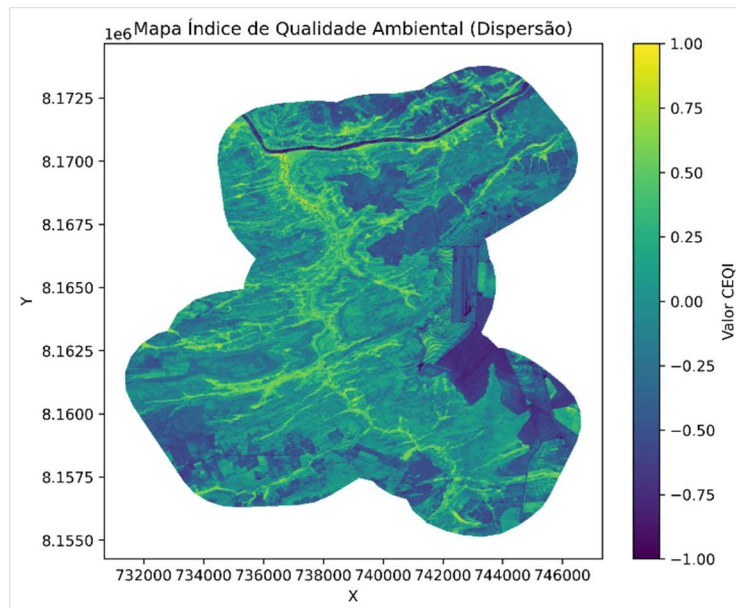 Mapa Índice de Qualidade Ambiental (Dispersão)
1e6
8.1725
8.1700
8.1675
8.1650
8.1625
8.1600
8.1575
8.1550
Y
732000 734000 736000 738000 740000 742000 744000 746000
X
1.00
0.75
0.50
0.25
0.00
−0.25
−0.50
−0.75
−1.00
Valor CEQI